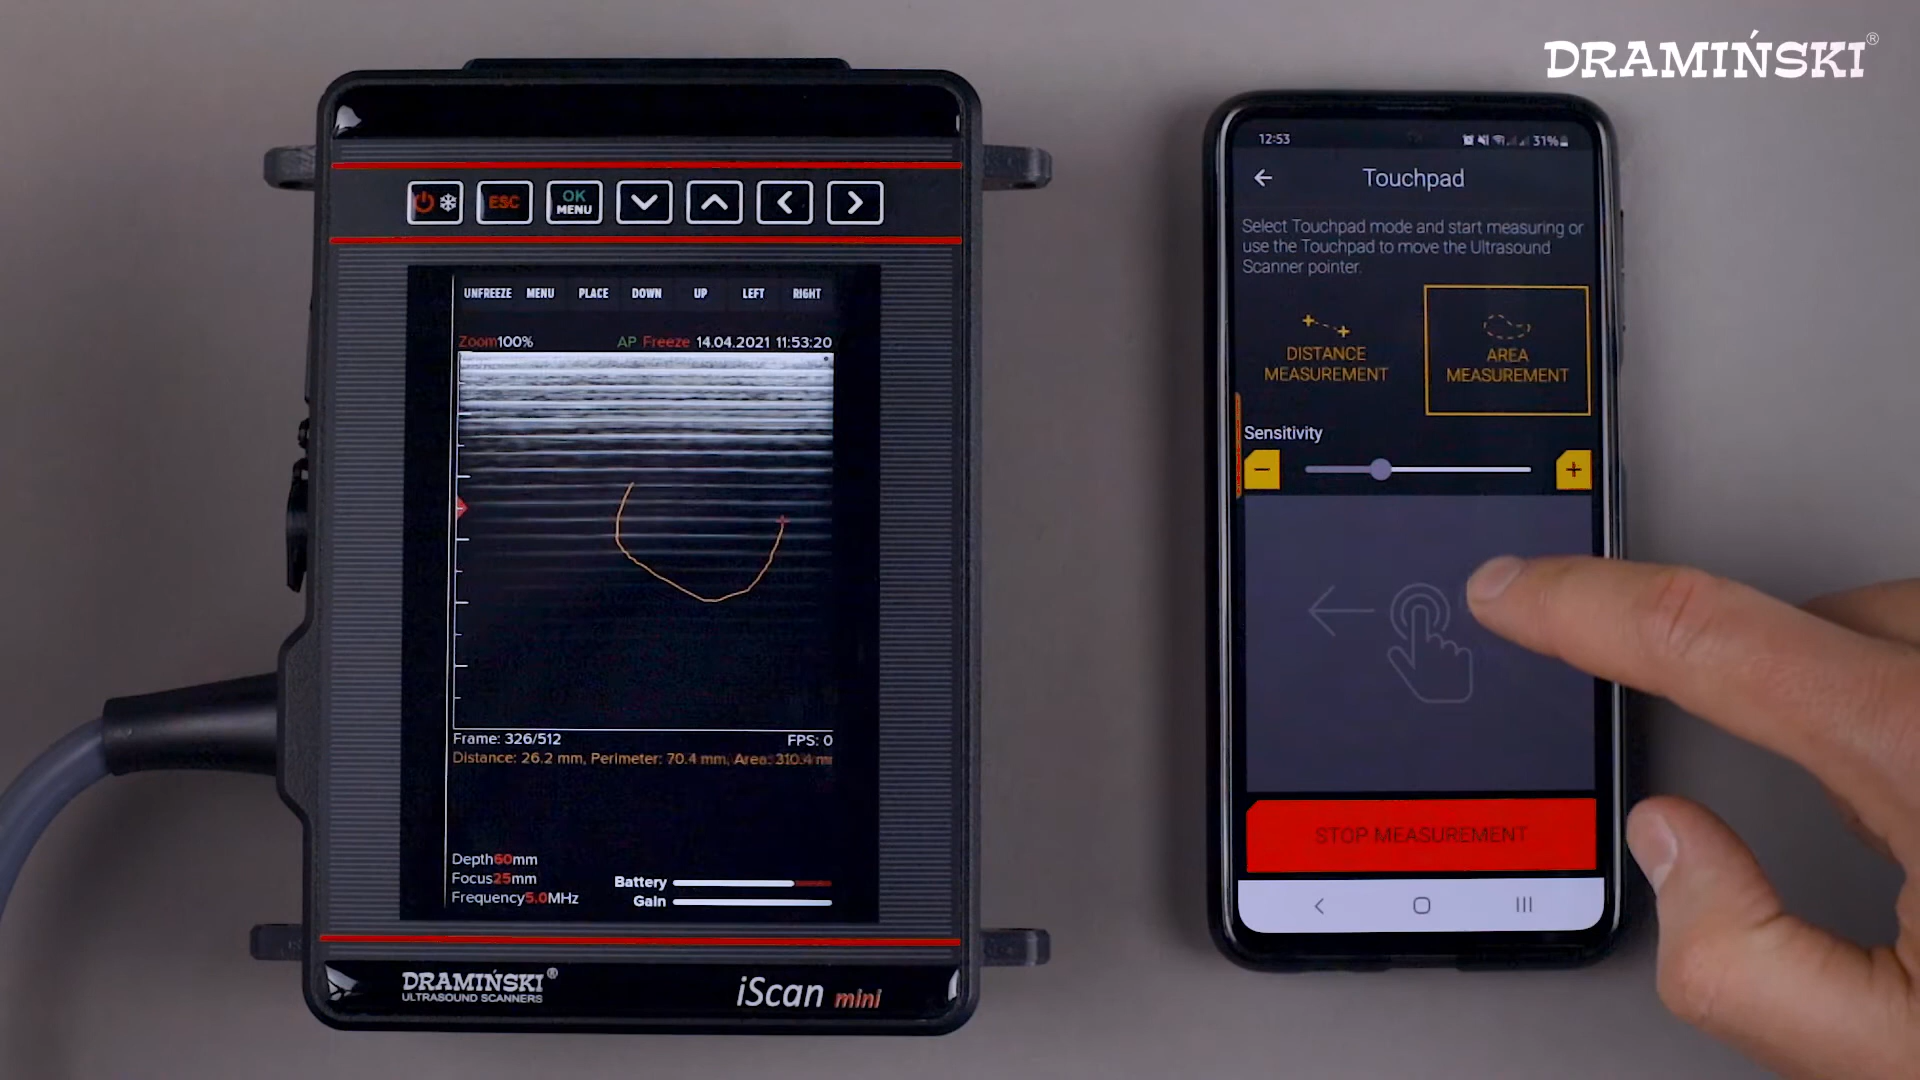 DRAMIŃSKI®
ESC
OK
MENU
UNFREEZE MENU PLACE DOWN UP LEFT RIGHT
Zoom100% AP Freeze 14.04.2021 11:53:20
Frame: 326/512 FPS: 0
Distance: 26.2 mm, Perimeter: 70.4 mm, Area: 310.4 m
Depth60mm
Focus25mm
Frequency5.0MHz
Battery
Gain
DRAMIŃSKI®
ULTRASOUND SCANNERS
iScan mini
12:53 31%
Touchpad
Select Touchpad mode and start measuring or
use the Touchpad to move the Ultrasound
Scanner pointer.
DISTANCE
MEASUREMENT
AREA
MEASUREMENT
Sensitivity
STOP MEASUREMENT